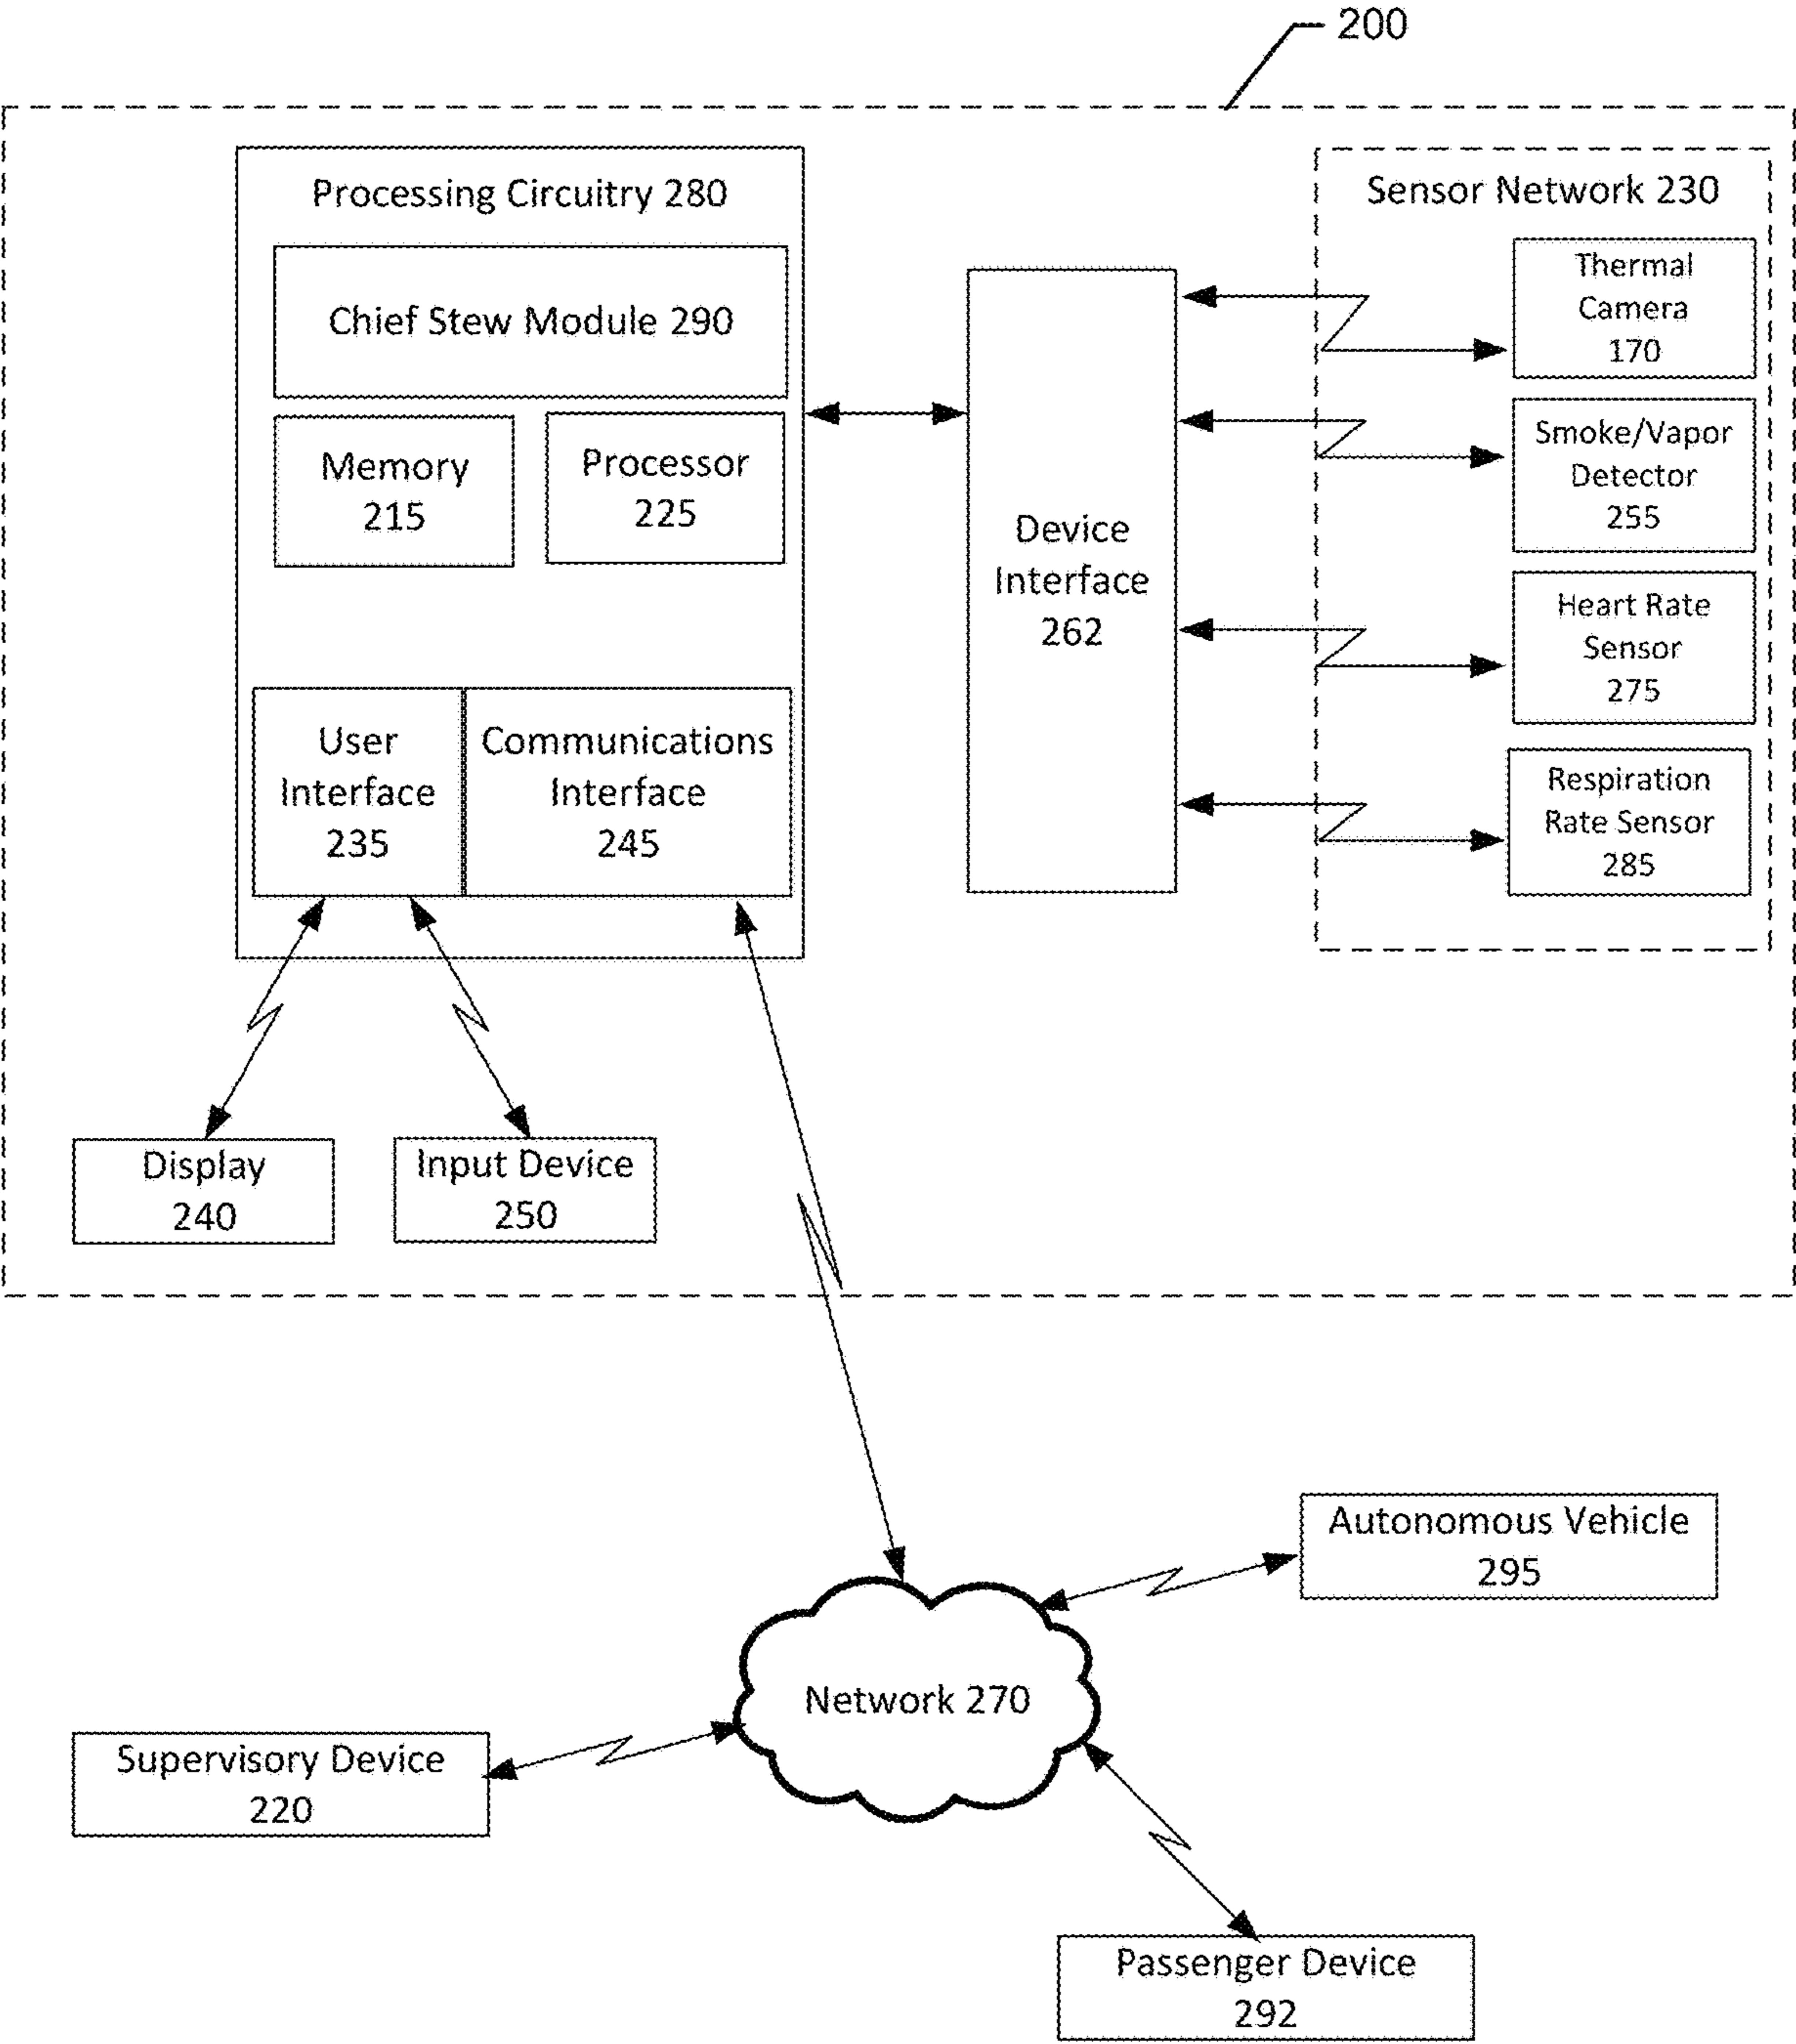 200
Processing Circuitry 280
Chief Stew Module 290
Memory
215
Processor
225
User
Interface
235
Communications
Interface
245
Device
Interface
262
Sensor Network 230
Thermal
Camera
170
Smoke/Vapor
Detector
255
Heart Rate
Sensor
275
Respiration
Rate Sensor
285
Display
240
Input Device
250
Autonomous Vehicle
295
Network 270
Supervisory Device
220
Passenger Device
292